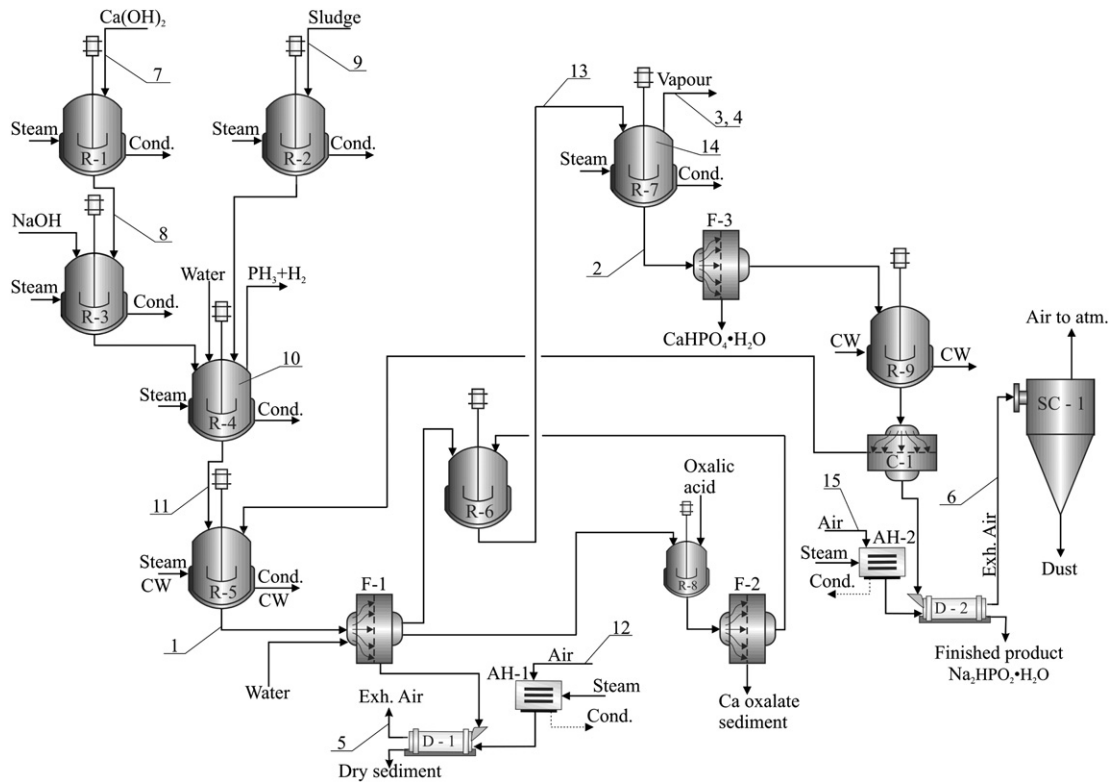 Ca(OH)₂
Sludge
7
9
13
Vapour
3, 4
14
Steam
R-1
Cond.
Steam
R-2
Cond.
Steam
R-7
Cond.
NaOH
8
F-3
2
Water
PH₃+H₂
Steam
R-3
Cond.
CaHPO₄•H₂O
Air to atm.
CW
R-9
CW
10
Steam
R-4
Cond.
SC - 1
C-1
11
R-6
Oxalic
acid
15
6
Air
AH-2
Exh. Air
Steam
Cond.
Dust
Steam
CW
R-5
Cond.
CW
F-1
R-8
F-2
D - 2
1
12
Finished product
Na₂HPO₂•H₂O
Water
Air
AH-1
Steam
Exh. Air
Cond.
Ca oxalate
sediment
5
D - 1
Dry sediment